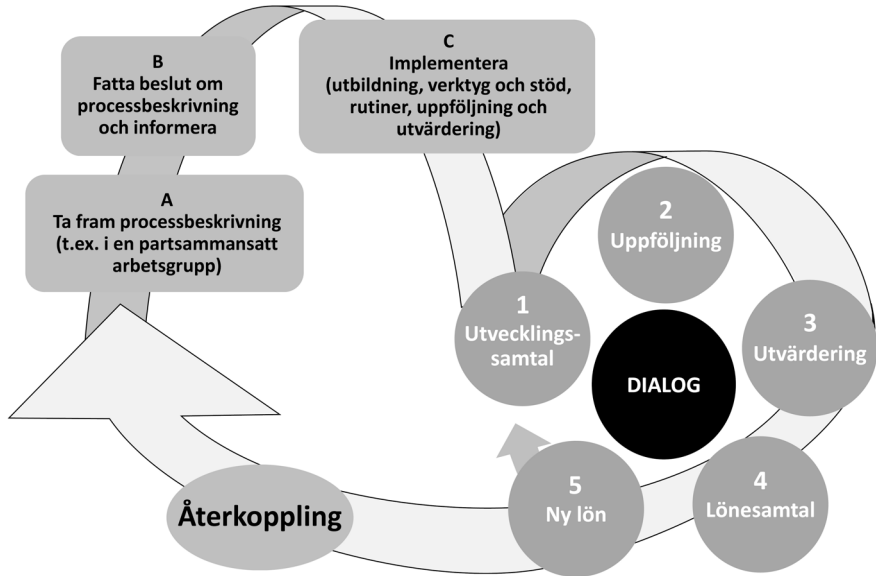 A
Ta fram processbeskrivning
(t.ex. i en partsammansatt
arbetsgrupp)
B
Fatta beslut om
processbeskrivning
och informera
C
Implementera
(utbildning, verktyg och stöd,
rutiner, uppföljning och
utvärdering)
1
Utvecklings-
samtal
2
Uppföljning
3
Utvärdering
4
Lönesamtal
5
Ny lön
DIALOG
Återkoppling